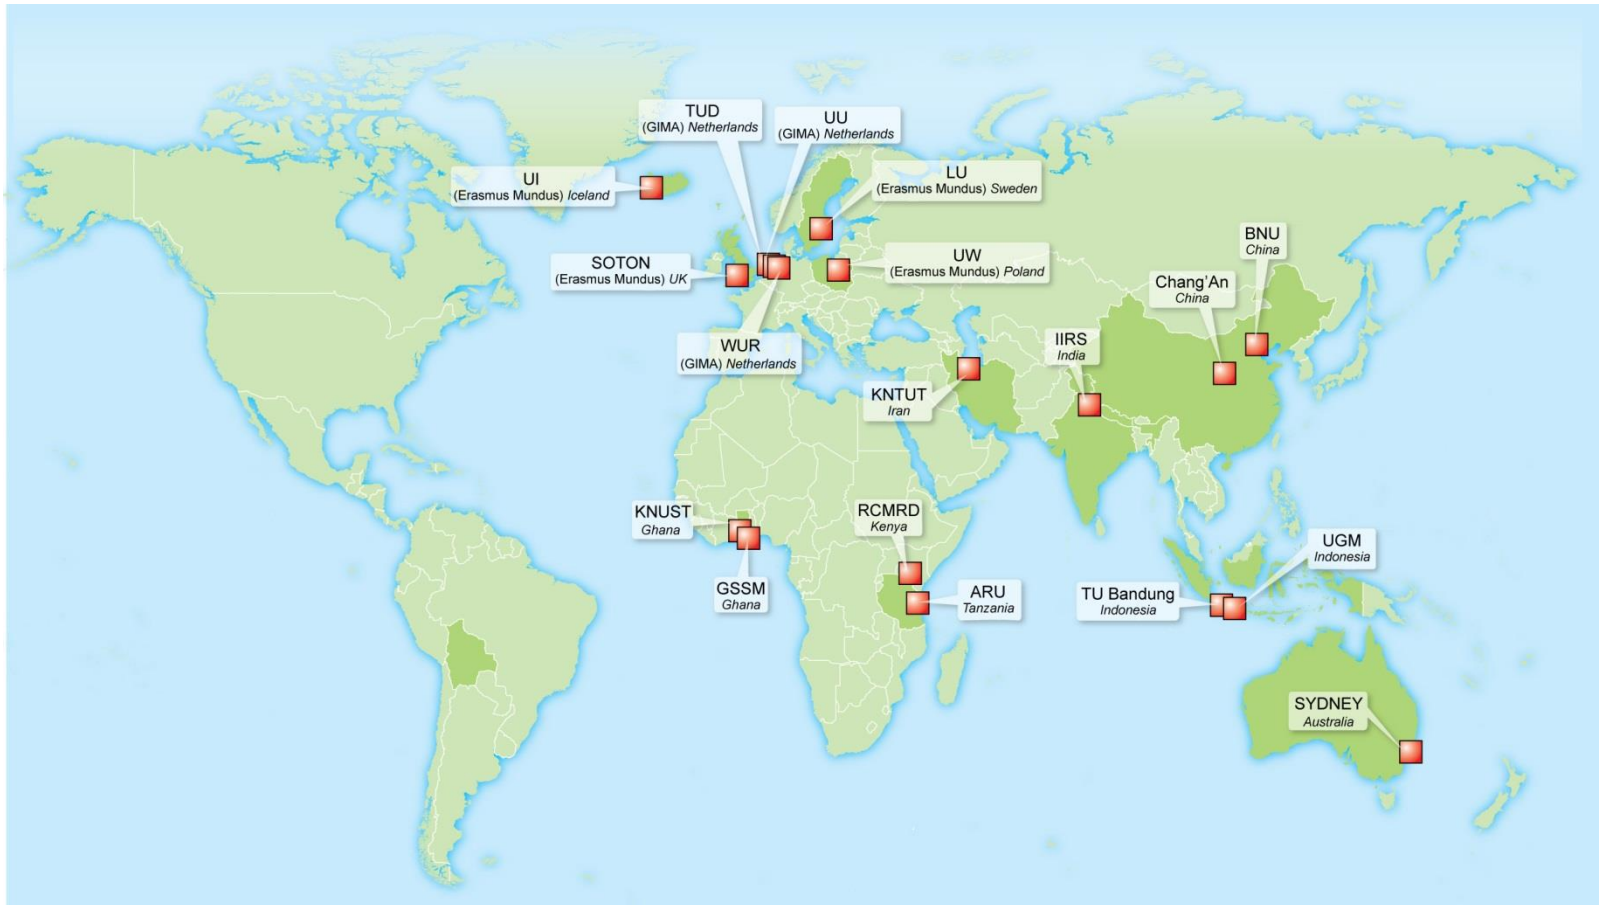 TUD
(GIMA) Netherlands
UU
(GIMA) Netherlands
UI
(Erasmus Mundus) Iceland
LU
(Erasmus Mundus) Sweden
SOTON
(Erasmus Mundus) UK
UW
(Erasmus Mundus) Poland
BNU
China
Chang'An
China
WUR
(GIMA) Netherlands
IIRS
India
KNTUT
Iran
KNUST
Ghana
RCMRD
Kenya
UGM
Indonesia
GSSM
Ghana
ARU
Tanzania
TU Bandung
Indonesia
SYDNEY
Australia